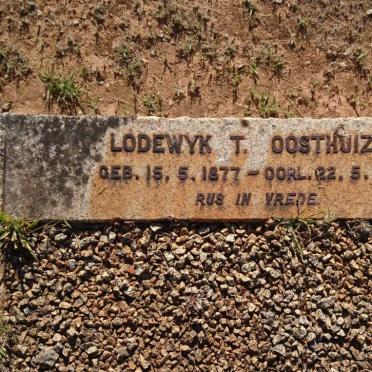 LODEWYK T. OOSTHUIZ
GEB. 15. 5. 1877 - OORL. 22. 5.
RUS IN VREDE.